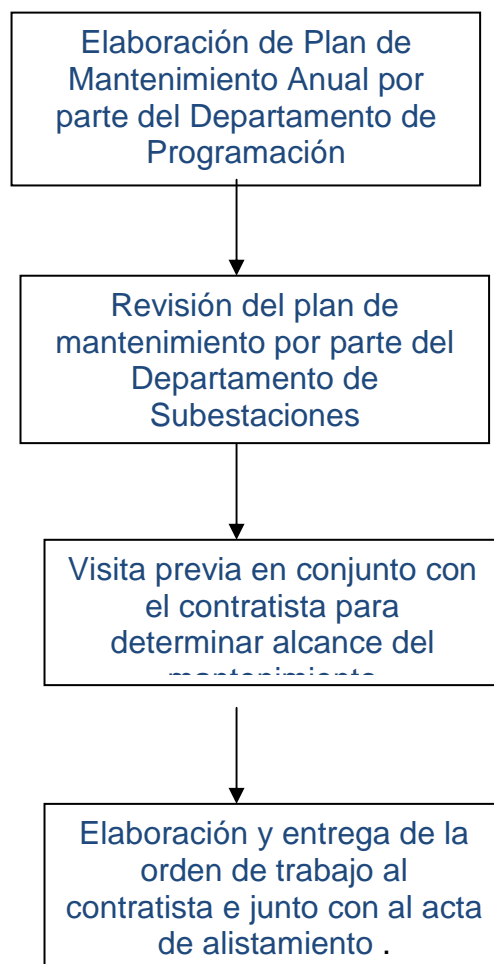 Elaboración de Plan de
Mantenimiento Anual por
parte del Departamento de
Programación
Revisión del plan de
mantenimiento por parte del
Departamento de
Subestaciones
Visita previa en conjunto con
el contratista para
determinar alcance del
mantenimiento
Elaboración y entrega de la
orden de trabajo al
contratista e junto con al acta
de alistamiento .